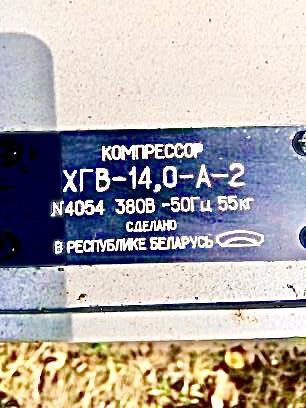 КОМПРЕССОР
ХГВ-14,0-А-2
N4054 380В -50Гц 55кг
СДЕЛАНО
В РЕСПУБЛИКЕ БЕЛАРУСЬ